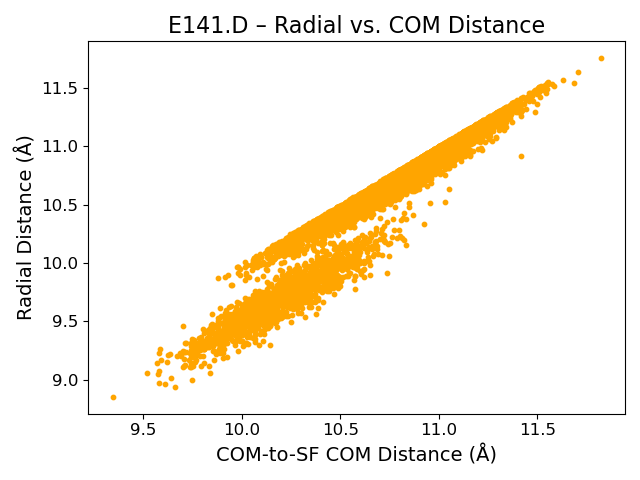 E141.D – Radial vs. COM Distance
Radial Distance (Å)
11.5
11.0
10.5
10.0
9.5
9.0
9.5 10.0 10.5 11.0 11.5
COM-to-SF COM Distance (Å)